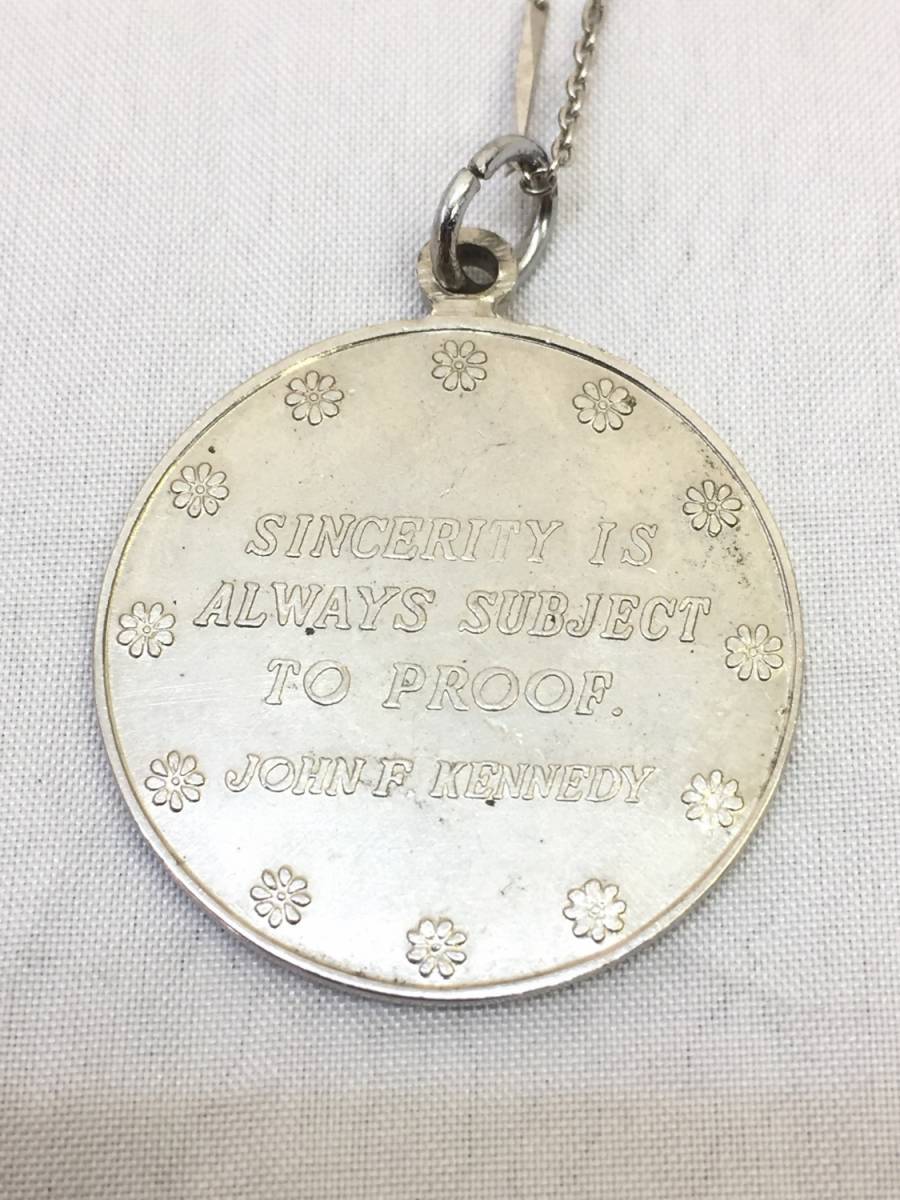 SINCERITY IS
ALWAYS SUBJECT
TO PROOF.
JOHN F. KENNEDY